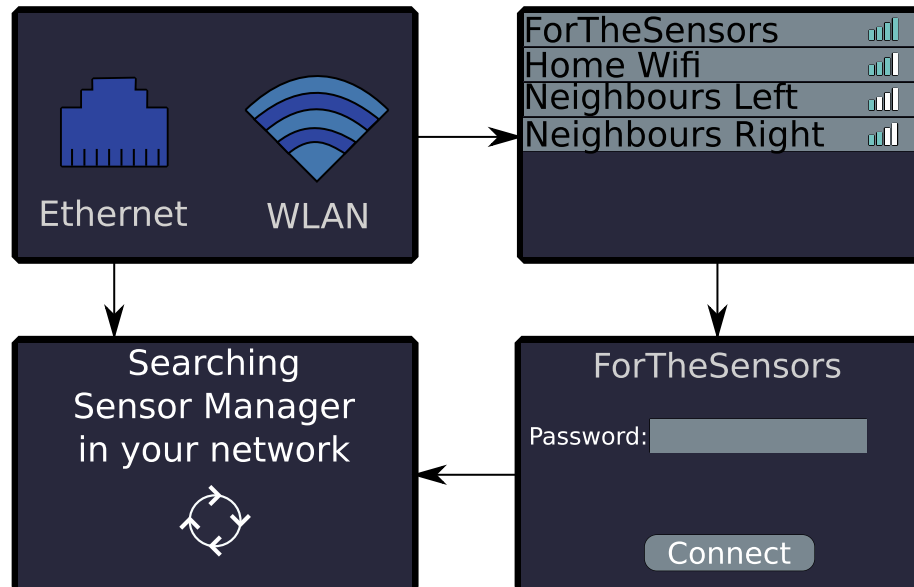 Ethernet
WLAN
ForTheSensors
Home Wifi
Neighbours Left
Neighbours Right
Searching
Sensor Manager
in your network
ForTheSensors
Password:
Connect